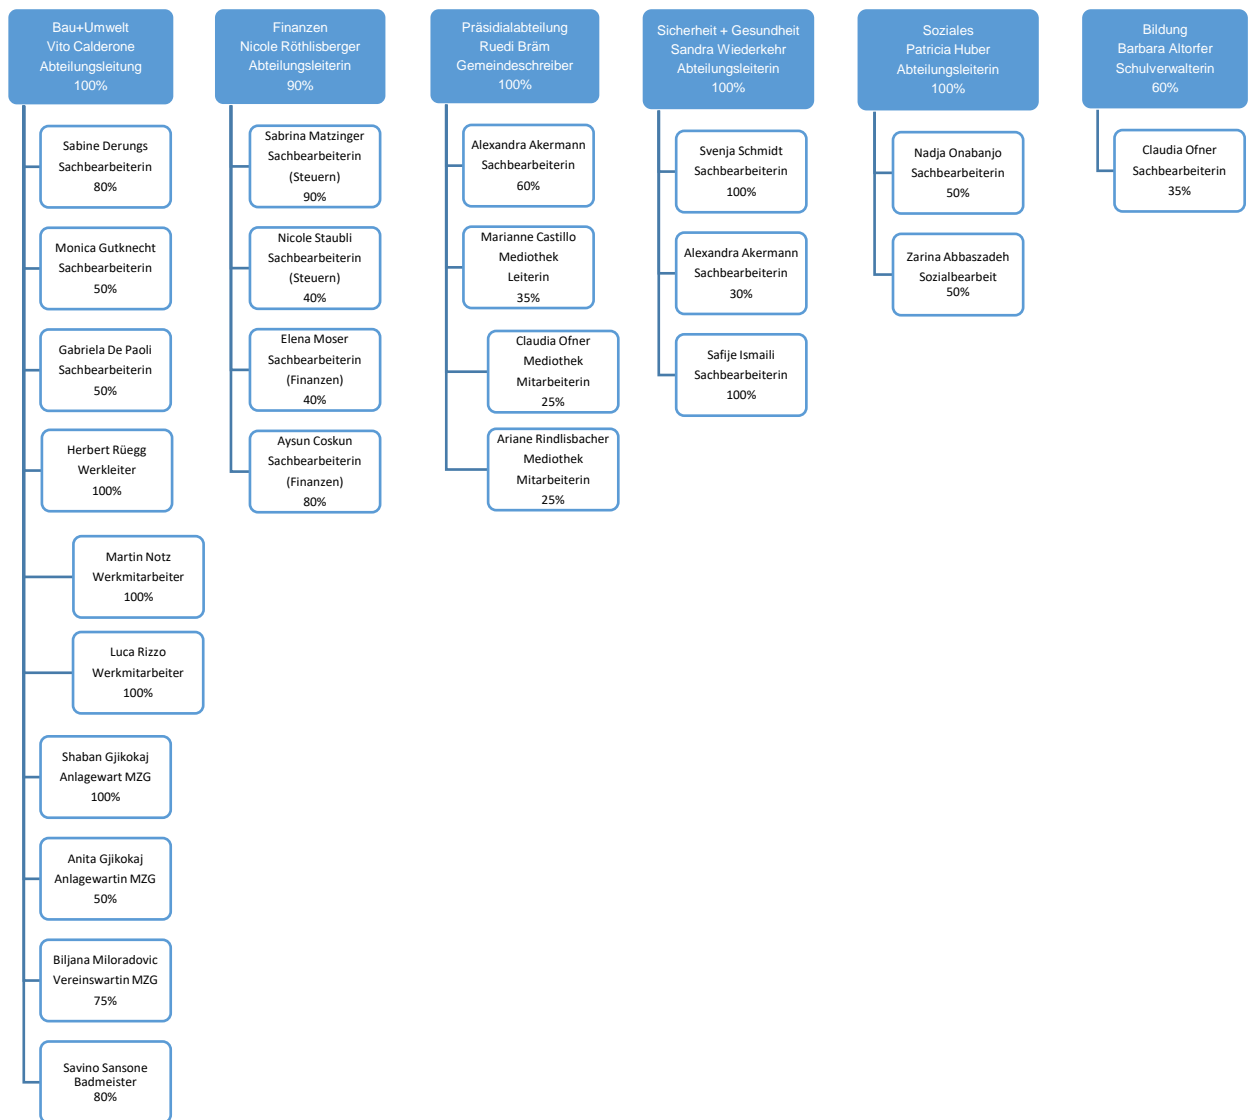 Bau+Umwelt
Vito Calderone
Abteilungsleitung
100%
Sabine Derungs
Sachbearbeiterin
80%
Monica Gutknecht
Sachbearbeiterin
50%
Gabriela De Paoli
Sachbearbeiterin
50%
Herbert Rüegg
Werkleiter
100%
Martin Notz
Werkmitarbeiter
100%
Luca Rizzo
Werkmitarbeiter
100%
Shaban Gjikokaj
Anlagewart MZG
100%
Anita Gjikokaj
Anlagewartin MZG
50%
Biljana Miloradovic
Vereinswartin MZG
75%
Savino Sansone
Badmeister
80%
Finanzen
Nicole Röthlisberger
Abteilungsleiterin
90%
Sabrina Matzinger
Sachbearbeiterin
(Steuern)
90%
Nicole Staubli
Sachbearbeiterin
(Steuern)
40%
Elena Moser
Sachbearbeiterin
(Finanzen)
40%
Aysun Coskun
Sachbearbeiterin
(Finanzen)
80%
Präsidialabteilung
Ruedi Bräm
Gemeindeschreiber
100%
Alexandra Akermann
Sachbearbeiterin
60%
Marianne Castillo
Mediothek
Leiterin
35%
Claudia Ofner
Mediothek
Mitarbeiterin
25%
Ariane Rindlisbacher
Mediothek
Mitarbeiterin
25%
Sicherheit + Gesundheit
Sandra Wiederkehr
Abteilungsleiterin
100%
Svenja Schmidt
Sachbearbeiterin
100%
Alexandra Akermann
Sachbearbeiterin
30%
Safije Ismaili
Sachbearbeiterin
100%
Soziales
Patricia Huber
Abteilungsleiterin
100%
Nadja Onabanjo
Sachbearbeiterin
50%
Zarina Abbaszadeh
Sozialbearbeit
50%
Bildung
Barbara Altorfer
Schulverwalterin
60%
Claudia Ofner
Sachbearbeiterin
35%